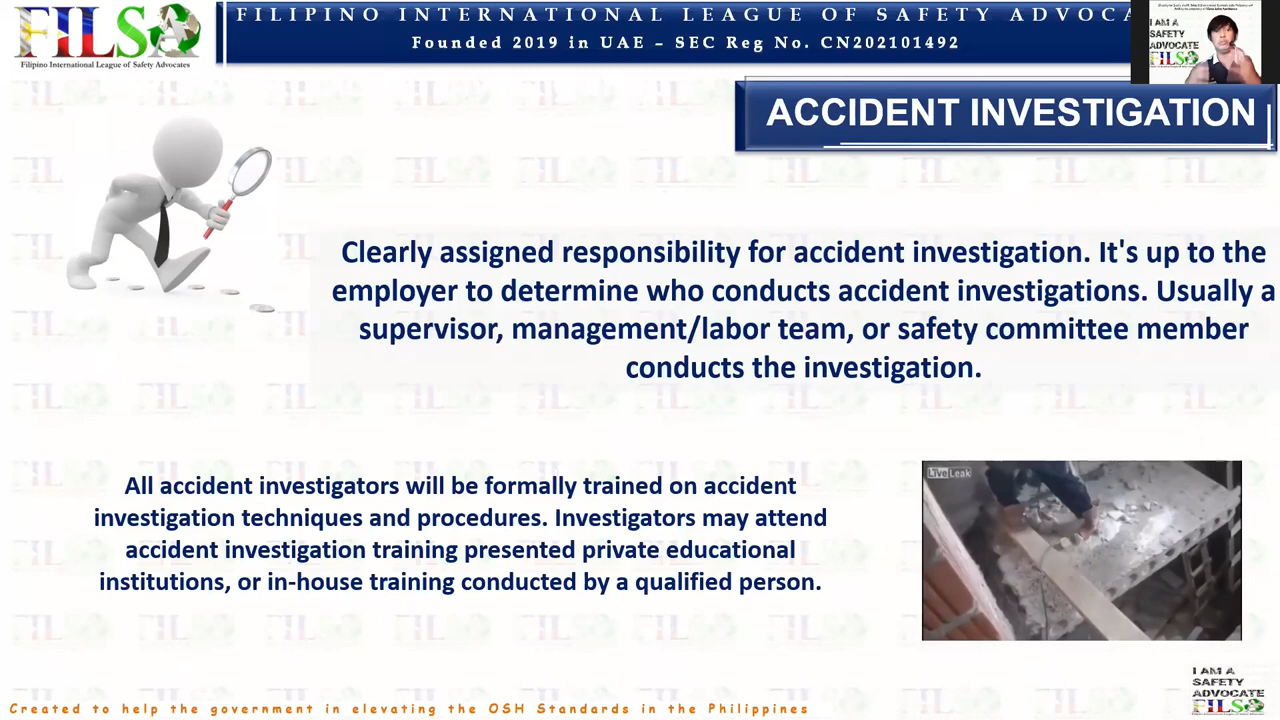 FILSA
Filipino International League of Safety Advocates
FILIPINO INTERNATIONAL LEAGUE OF SAFETY ADVOCA
Founded 2019 in UAE – SEC Reg No. CN202101492
I AM A
SAFETY
ADVOCATE
FILSA
ACCIDENT INVESTIGATION
Clearly assigned responsibility for accident investigation. It's up to the
employer to determine who conducts accident investigations. Usually a
supervisor, management/labor team, or safety committee member
conducts the investigation.
All accident investigators will be formally trained on accident
investigation techniques and procedures. Investigators may attend
accident investigation training presented private educational
institutions, or in-house training conducted by a qualified person.
LiveLeak
I AM A
SAFETY
ADVOCATE
FILSA
Created to help the government in elevating the OSH Standards in the Philippines